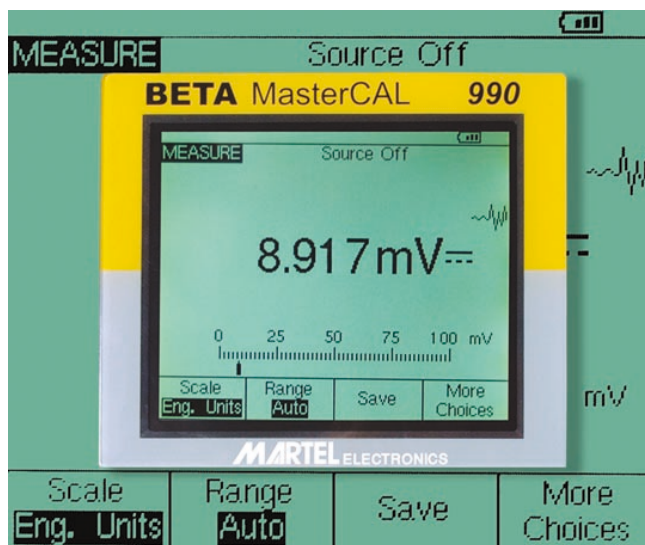 MEASURE Source Off
BETA MasterCAL 990
MEASURE Source Off
8.917mV
0 25 50 75 100 mV
Scale Range Save More
Eng. Units Auto Choices
MARTEL ELECTRONICS
mV
Scale Range Save More
Eng. Units Auto Choices